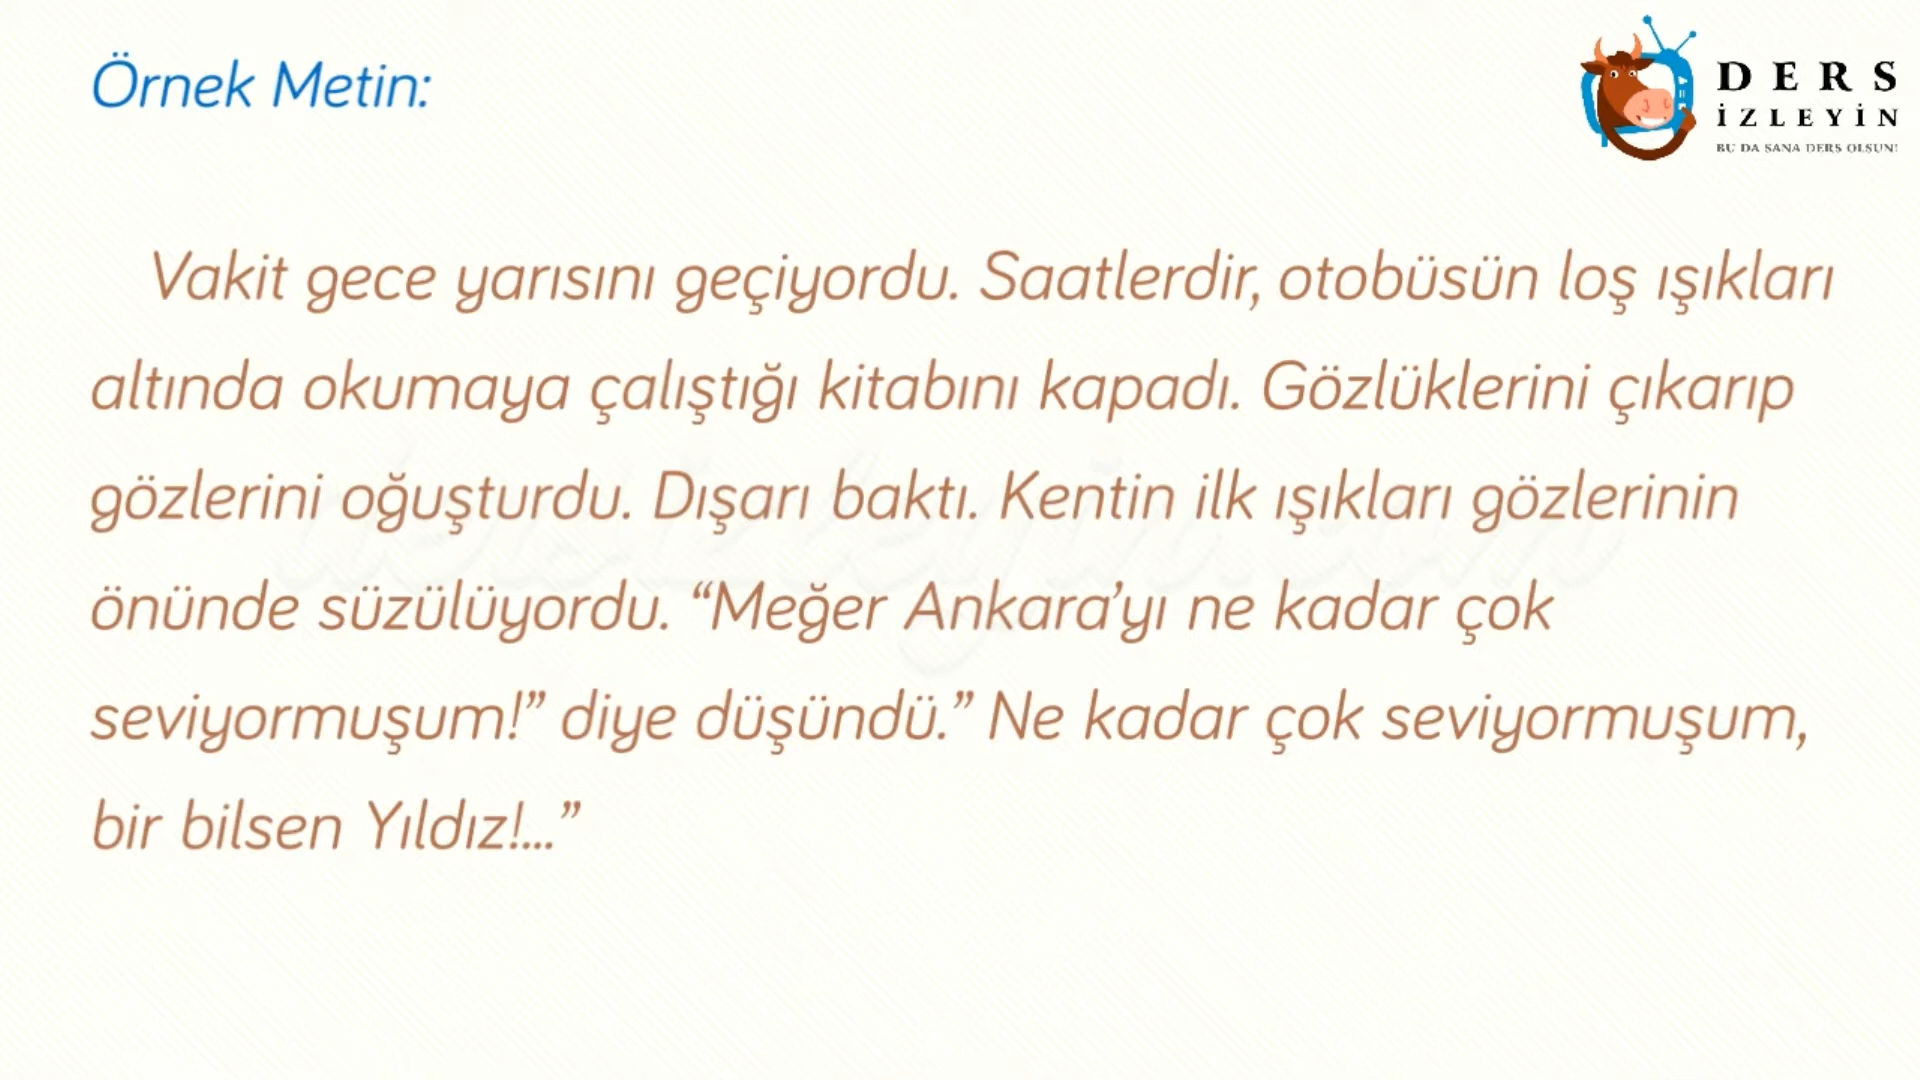 Örnek Metin:
DERS
İZLEYİN
BU DA SANA DERS OLSUN!
Vakit gece yarısını geçiyordu. Saatlerdir, otobüsün loş ışıkları
altında okumaya çalıştığı kitabını kapadı. Gözlüklerini çıkarıp
gözlerini oğuşturdu. Dışarı baktı. Kentin ilk ışıkları gözlerinin
önünde süzülüyordu. “Meğer Ankara’yı ne kadar çok
seviyormuşum!” diye düşündü.” Ne kadar çok seviyormuşum,
bir bilsen Yıldız!...”